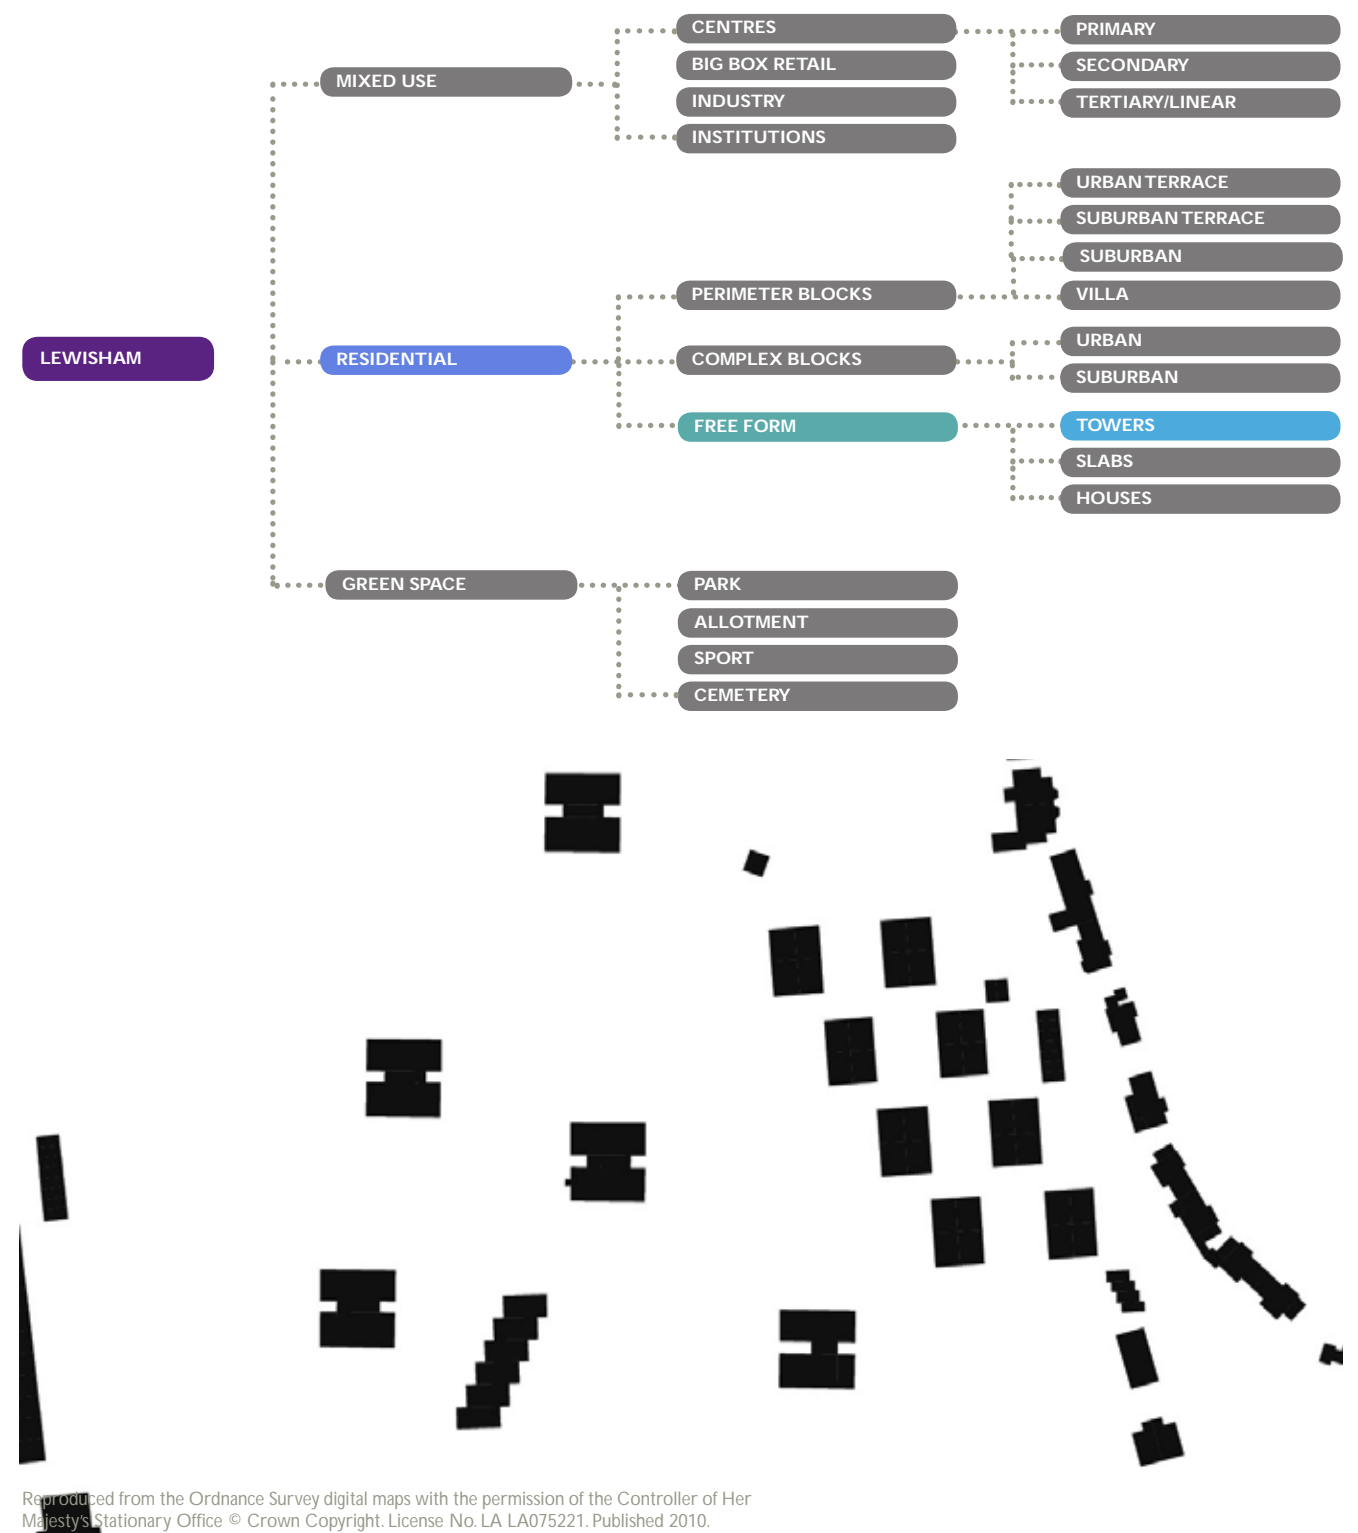 LEWISHAM
MIXED USE
CENTRES
PRIMARY
SECONDARY
TERTIARY/LINEAR
BIG BOX RETAIL
INDUSTRY
INSTITUTIONS
RESIDENTIAL
PERIMETER BLOCKS
URBAN TERRACE
SUBURBAN TERRACE
SUBURBAN
VILLA
COMPLEX BLOCKS
URBAN
SUBURBAN
FREE FORM
TOWERS
SLABS
HOUSES
GREEN SPACE
PARK
ALLOTMENT
SPORT
CEMETERY
Reproduced from the Ordnance Survey digital maps with the permission of the Controller of Her
Majesty's Stationary Office © Crown Copyright. License No. LA LA075221. Published 2010.